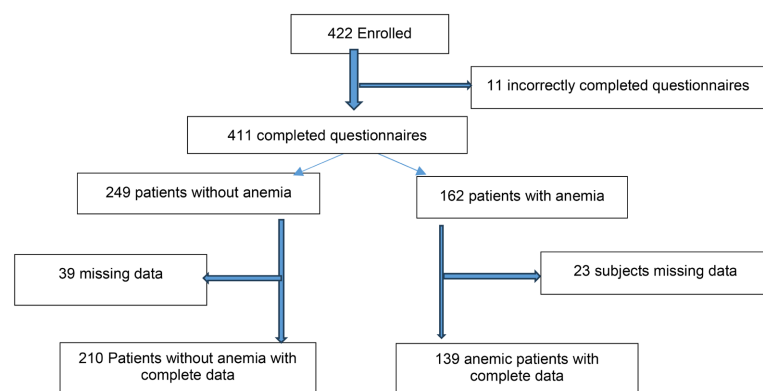 422 Enrolled
11 incorrectly completed questionnaires
411 completed questionnaires
249 patients without anemia
162 patients with anemia
39 missing data
23 subjects missing data
210 Patients without anemia with
complete data
139 anemic patients with
complete data